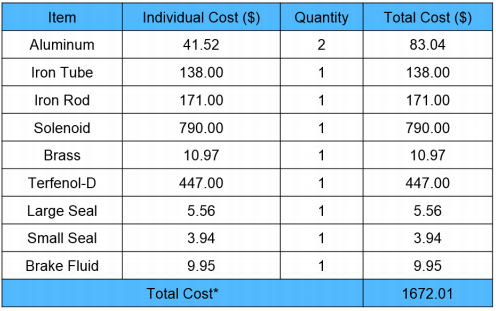 Item Individual Cost ($) Quantity Total Cost ($)
Aluminum 41.52 2 83.04
Iron Tube 138.00 1 138.00
Iron Rod 171.00 1 171.00
Solenoid 790.00 1 790.00
Brass 10.97 1 10.97
Terfenol-D 447.00 1 447.00
Large Seal 5.56 1 5.56
Small Seal 3.94 1 3.94
Brake Fluid 9.95 1 9.95
Total Cost* 1672.01